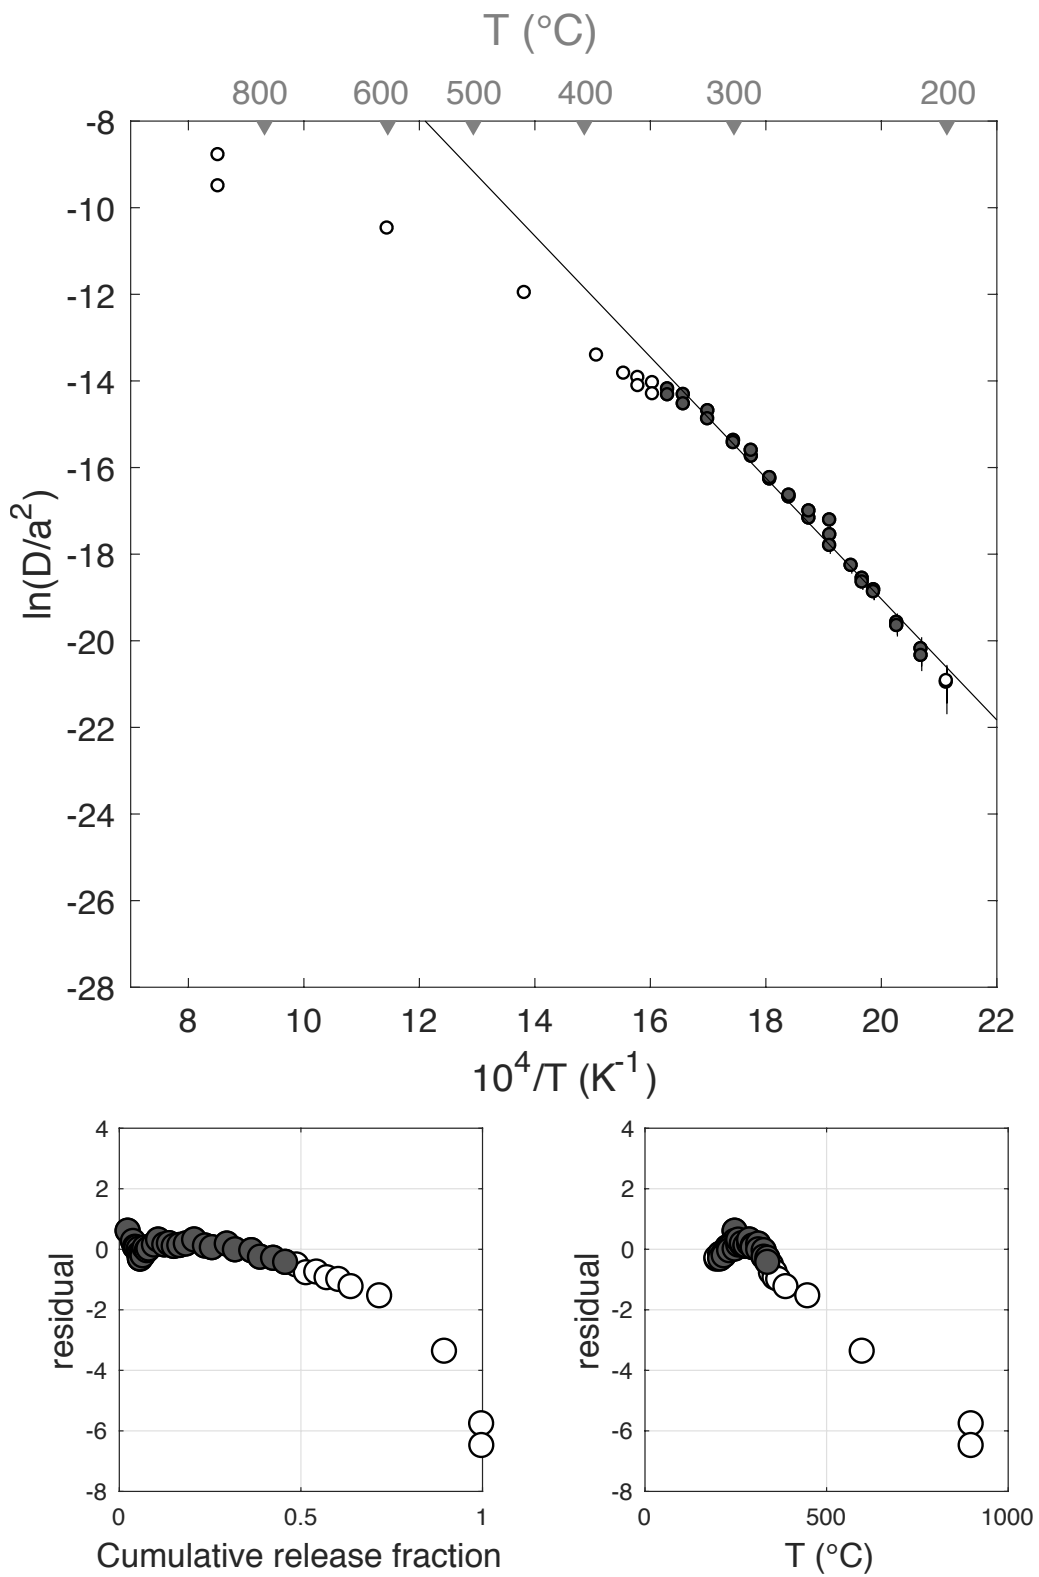 T (°C)
800 600 500 400 300 200
-8
-10
-12
-14
-16
-18
-20
-22
-24
-26
-28
ln(D/a²)
8 10 12 14 16 18 20 22
10⁴/T (K⁻¹)
4
2
0
-2
-4
-6
-8
residual
0 0.5 1
Cumulative release fraction
4
2
0
-2
-4
-6
-8
residual
0 500 1000
T (°C)